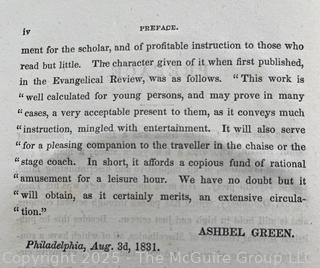 iv PREFACE.
ment for the scholar, and of profitable instruction to those who
read but little. The character given of it when first published,
in the Evangelical Review, was as follows. "This work is
"well calculated for young persons, and may prove in many
"cases, a very acceptable present to them, as it conveys much
"instruction, mingled with entertainment. It will also serve
"for a pleasing companion to the traveller in the chaise or the
"stage coach. In short, it affords a copious fund of rational
"amusement for a leisure hour. We have no doubt but it
"will obtain, as it certainly merits, an extensive circula-
"tion."
ASHBEL GREEN.
Philadelphia, Aug. 3d, 1831.
Copyright 2025 - The McGuire Group